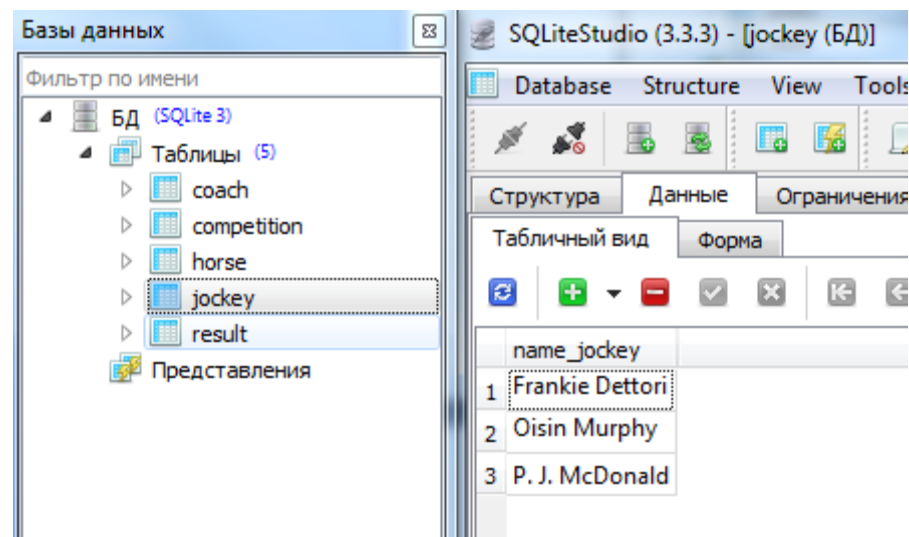 Базы данных
Фильтр по имени
БД (SQLite 3)
Таблицы (5)
coach
competition
horse
jockey
result
Представления
SQLiteStudio (3.3.3) - [jockey (БД)]
Database Structure View Tools
Структура Данные Ограничения
Табличный вид Форма
name_jockey
1 Frankie Dettori
2 Oisin Murphy
3 P. J. McDonald